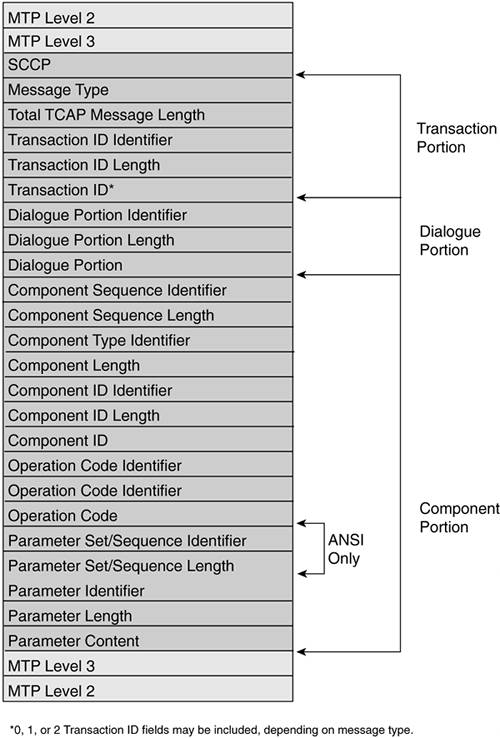 MTP Level 2
MTP Level 3
SCCP
Message Type
Total TCAP Message Length
Transaction ID Identifier
Transaction ID Length
Transaction ID*
Dialogue Portion Identifier
Dialogue Portion Length
Dialogue Portion
Component Sequence Identifier
Component Sequence Length
Component Type Identifier
Component Length
Component ID Identifier
Component ID Length
Component ID
Operation Code Identifier
Operation Code Identifier
Operation Code
Parameter Set/Sequence Identifier
Parameter Set/Sequence Length
Parameter Identifier
Parameter Length
Parameter Content
MTP Level 3
MTP Level 2
Transaction
Portion
Dialogue
Portion
Component
Portion
ANSI
Only
*0, 1, or 2 Transaction ID fields may be included, depending on message type.